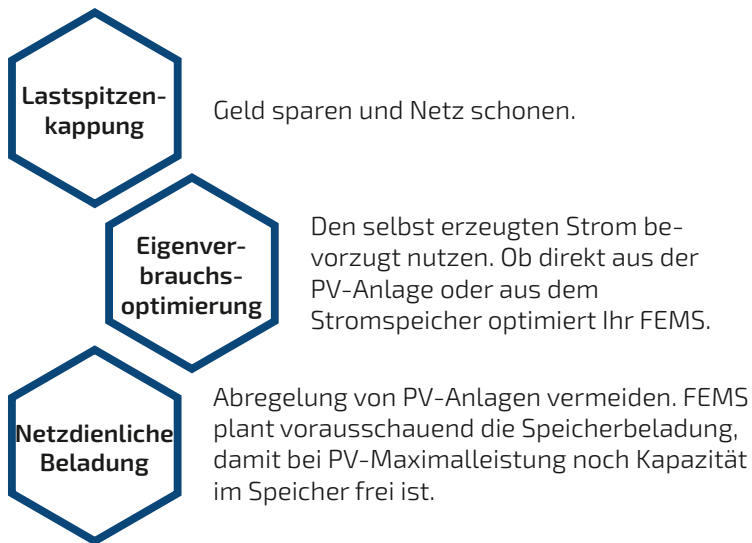 Lastspitzen-
kappung
Geld sparen und Netz schonen.
Eigenver-
brauchs-
optimierung
Den selbst erzeugten Strom be-
vorzugt nutzen. Ob direkt aus der
PV-Anlage oder aus dem
Stromspeicher optimiert Ihr FEMS.
Netzdienliche
Beladung
Abregelung von PV-Anlagen vermeiden. FEMS
plant vorausschauend die Speicherbeladung,
damit bei PV-Maximalleistung noch Kapazität
im Speicher frei ist.